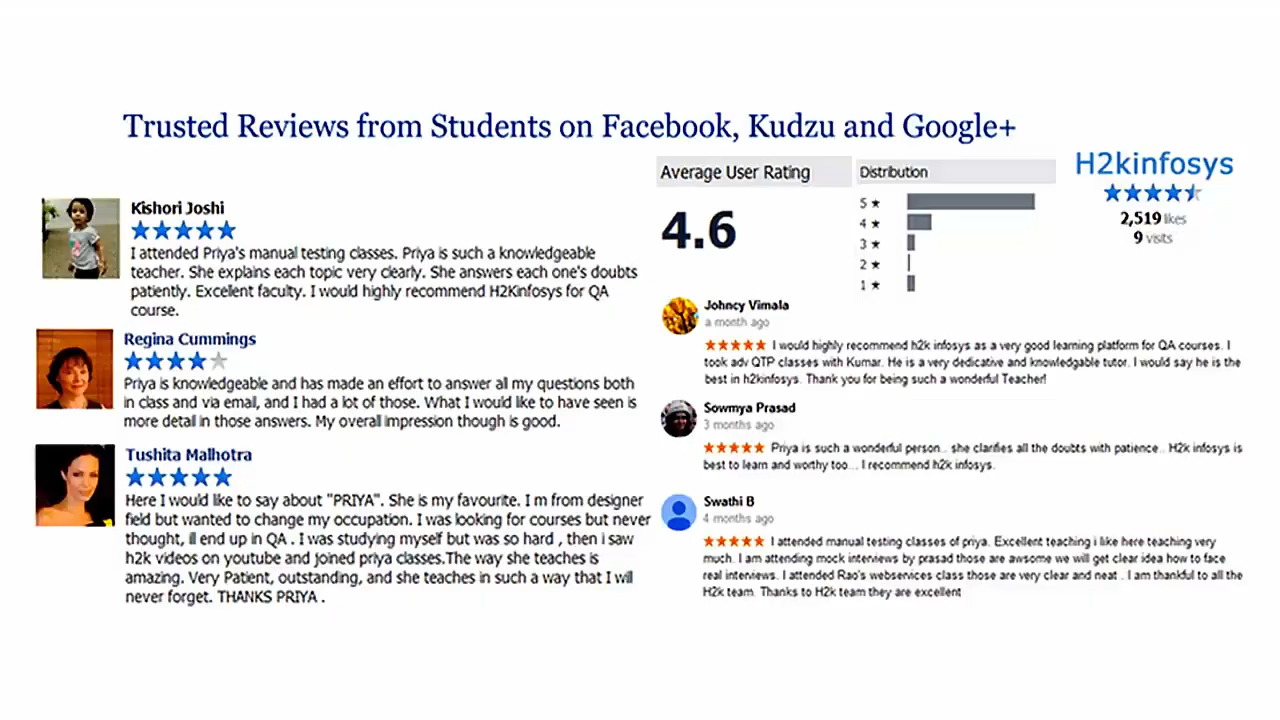 Trusted Reviews from Students on Facebook, Kudzu and Google+
Kishori Joshi
I attended Priya's manual testing classes. Priya is such a knowledgeable
teacher. She explains each topic very clearly. She answers each one's doubts
patiently. Excellent faculty. I would highly recommend H2Kinfosys for QA
course.
Regina Cummings
Priya is knowledgeable and has made an effort to answer all my questions both
in class and via email, and I had a lot of those. What I would like to have seen is
more detail in those answers. My overall impression though is good.
Tushita Malhotra
Here I would like to say about "PRIYA". She is my favourite. I m from designer
field but wanted to change my occupation. I was looking for courses but never
thought, ill end up in QA . I was studying myself but was so hard , then i saw
h2k videos on youtube and joined priya classes.The way she teaches is
amazing. Very Patient, outstanding, and she teaches in such a way that I will
never forget. THANKS PRIYA .
Average User Rating
4.6
Distribution
5 ★
4 ★
3 ★
2 ★
1 ★
H2kinfosys
2,519 likes
9 visits
Johncy Vimala
a month ago
★★★★★ I would highly recommend h2k infosys as a very good learning platform for QA courses. I
took adv QTP classes with Kumar. He is a very dedicative and knowledgable tutor. I would say he is the
best in h2kinfosys. Thank you for being such a wonderful Teacher!
Sowmya Prasad
3 months ago
★★★★★ Priya is such a wonderful person.. she clarifies all the doubts with patience.. H2k infosys is
best to learn and worthy too... I recommend h2k infosys.
Swathi B
4 months ago
★★★★★ I attended manual testing classes of priya. Excellent teaching i like here teaching very
much. I am attending mock interviews by prasad those are awsome we will get clear idea how to face
real interviews. I attended Rao's webservices class those are very clear and neat . I am thankful to all the
H2k team. Thanks to H2k team they are excellent